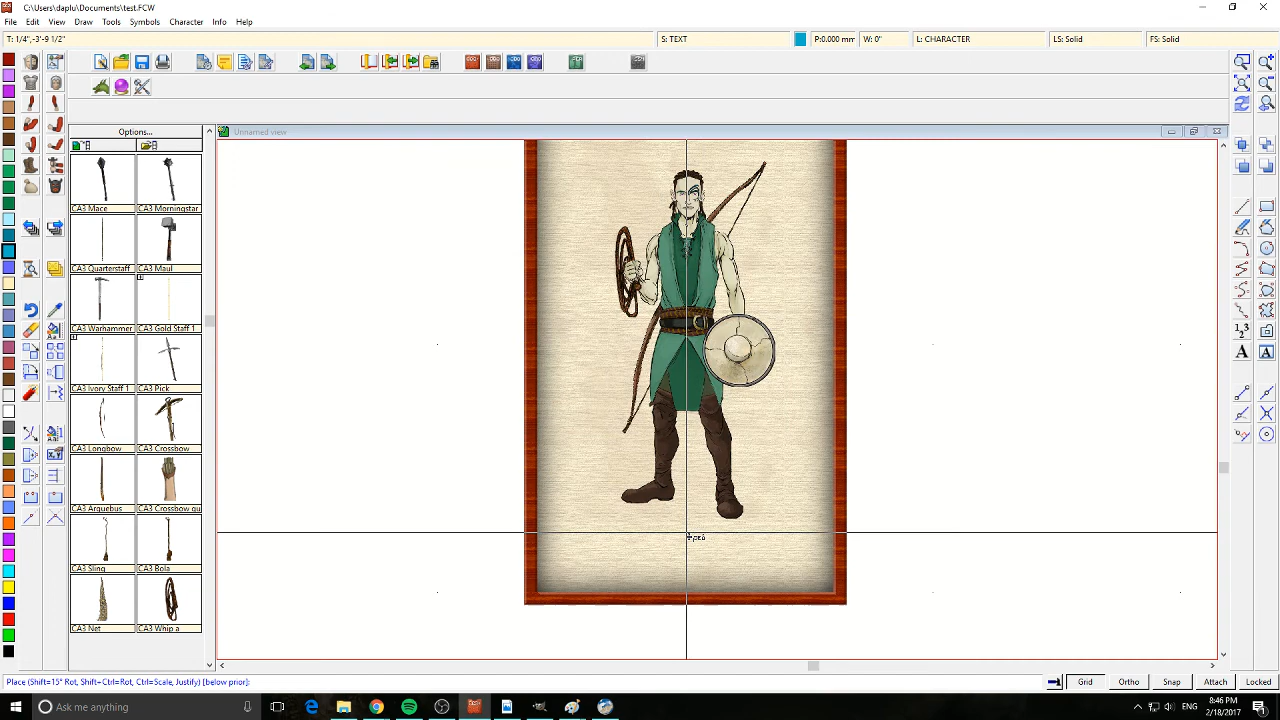 C:\Users\daplu\Documents\test.FCW
File Edit View Draw Tools Symbols Character Info Help
T: 1/4",-3'-9 1/2" S: TEXT P:0.000 mm W: 0" L: CHARACTER LS: Solid FS: Solid
Options...
Unnamed view
CA3 Mace CA3 Morningstar
CA3 Quarterstaff CA3 Maul
CA3 Warhammer CA3 Gold Staff 1
CA3 Ivory Staff 1 CA3 Pick
CA3 Longbow CA3 Crossbow
CA3 Arquebus CA3 Crossbow qu
CA3 Sling CA3 Bola
CA3 Net CA3 Whip a
Place (Shift=15° Rot, Shift+Ctrl=Rot, Ctrl=Scale, Justify) [below prior]:
Grid Ortho Snap Attach Locked
Ask me anything
8:46 PM
2/18/2017